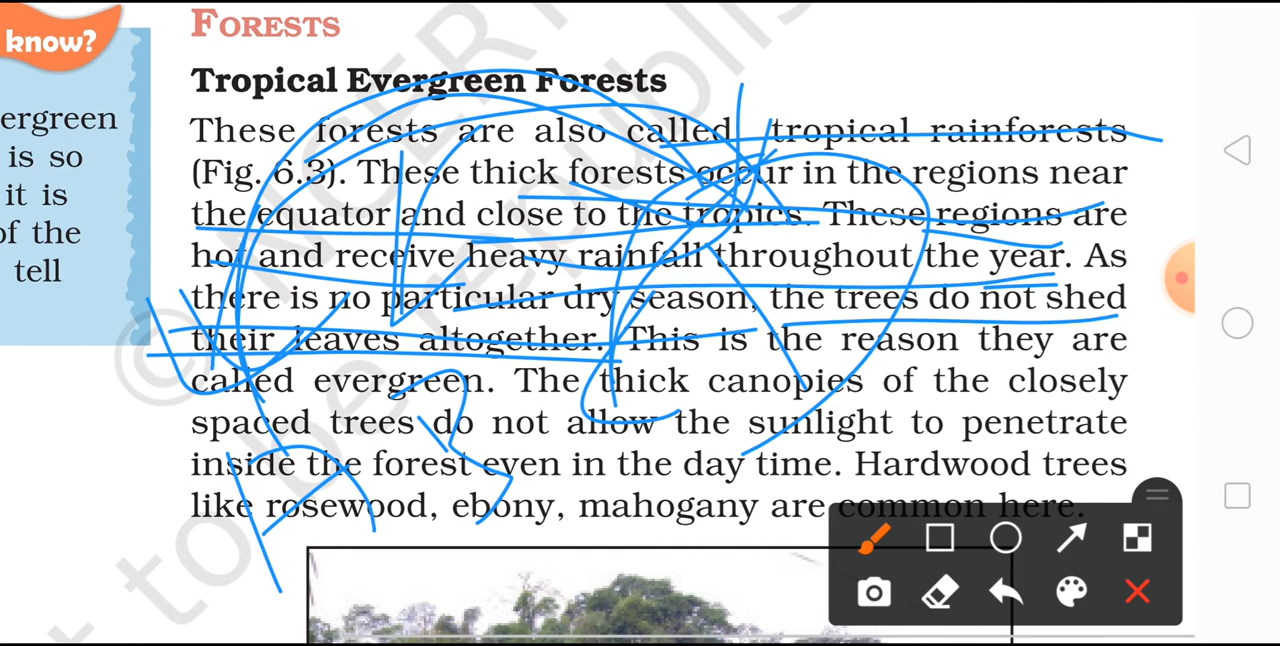 know?
ergreen
is so
it is
of the
tell
FORESTS
Tropical Evergreen Forests
These forests are also called tropical rainforests
(Fig. 6.3). These thick forests occur in the regions near
the equator and close to the tropics. These regions are
hot and receive heavy rainfall throughout the year. As
there is no particular dry season, the trees do not shed
their leaves altogether. This is the reason they are
called evergreen. The thick canopies of the closely
spaced trees do not allow the sunlight to penetrate
inside the forest even in the day time. Hardwood trees
like rosewood, ebony, mahogany are common here.
© NCERT
to be republis